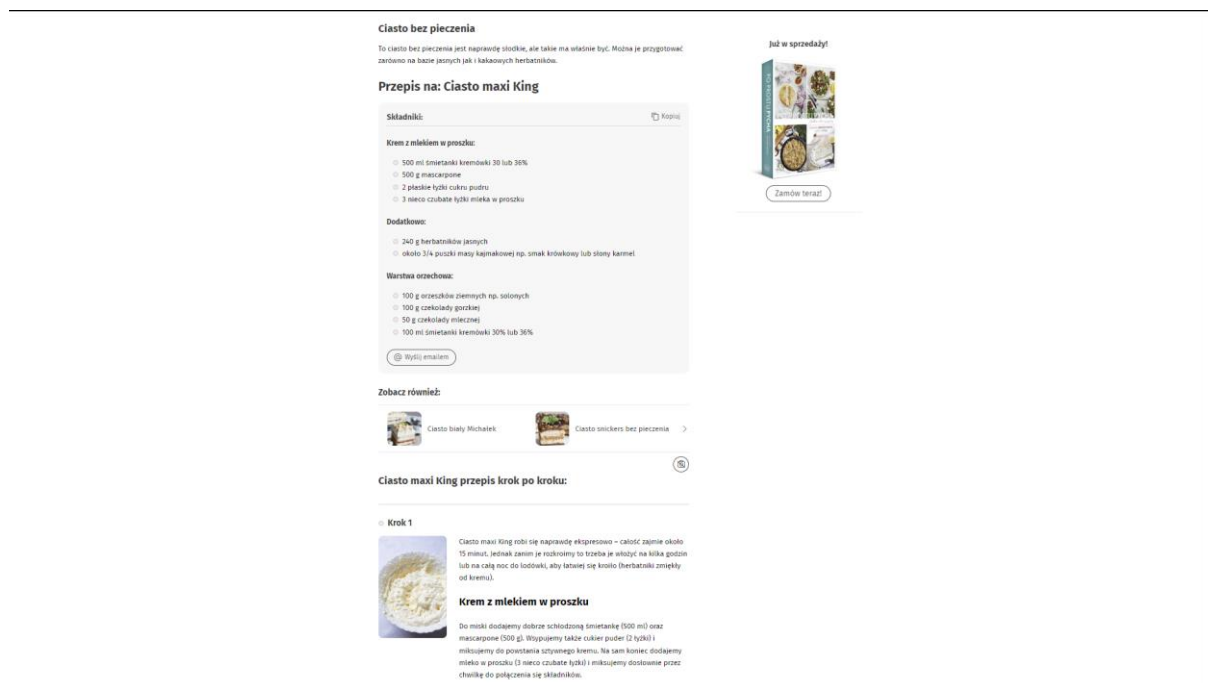 Ciasto bez pieczenia
To ciasto bez pieczenia jest naprawdę słodkie, ale takie ma właśnie być. Można je przygotować
zarówno na bazie jasnych jak i kakaowych herbatników.
Przepis na: Ciasto maxi King
Składniki:
Kopiuj
Krem z mlekiem w proszku:
500 ml śmietanki kremówki 30 lub 36%
500 g mascarpone
2 płaskie łyżki cukru pudru
3 nieco czubate łyżki mleka w proszku
Dodatkowo:
240 g herbatników jasnych
około 3/4 puszki masy kajmakowej np. smak krówkowy lub słony karmel
Warstwa orzechowa:
100 g orzeszków ziemnych np. solonych
100 g czekolady gorzkiej
50 g czekolady mlecznej
100 ml śmietanki kremówki 30% lub 36%
Wyślij emailem
Zobacz również:
Ciasto biały Michałek
Ciasto snickers bez pieczenia
Ciasto maxi King przepis krok po kroku:
Krok 1
Ciasto maxi King robi się naprawdę ekspresowo – całość zajmie około
15 minut. Jednak zanim je rozkroimy to trzeba je włożyć na kilka godzin
lub na całą noc do lodówki, aby łatwiej się kroiło (herbatniki zmiękły
od kremu).
Krem z mlekiem w proszku
Do miski dodajemy dobrze schłodzoną śmietankę (500 ml) oraz
mascarpone (500 g). Wsypujemy także cukier puder (2 łyżki) i
miksujemy do powstania sztywnego kremu. Na sam koniec dodajemy
mleko w proszku (3 nieco czubate łyżki) i miksujemy dosłownie przez
chwilkę do połączenia się składników.
Już w sprzedaży!
PO PROSTU PYCHA
Zamów teraz!